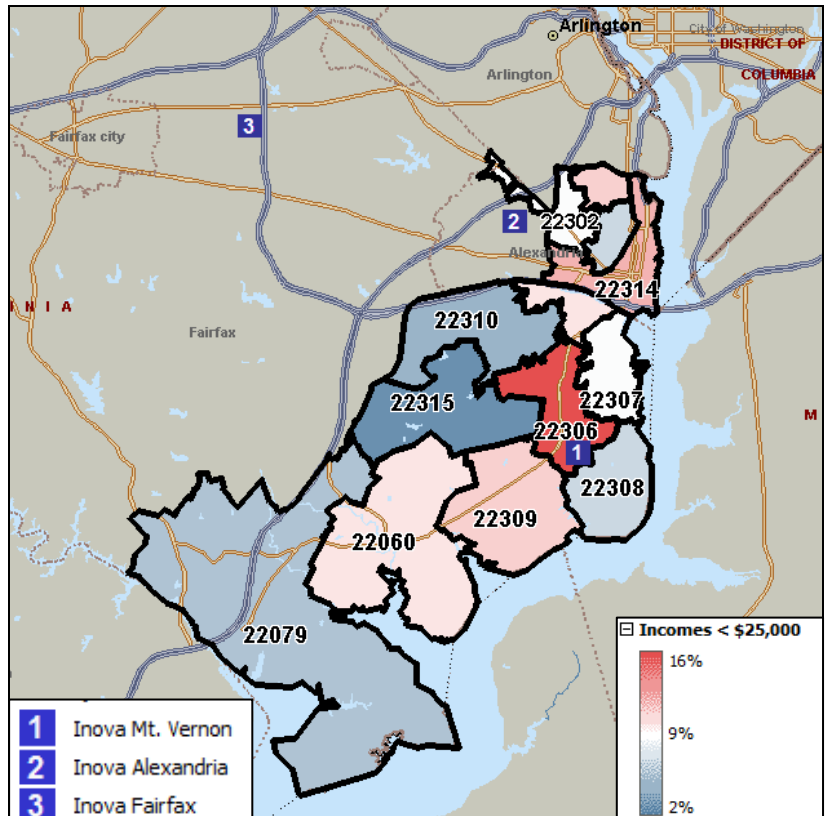 Arlington
City of Washington
DISTRICT OF
COLUMBIA
Arlington
3
Fairfax city
2
22302
Alexandria
22314
N I A
22310
Fairfax
22315
22307
M
22306
1
22308
22309
22060
22079
Incomes < $25,000
16%
9%
2%
1 Inova Mt. Vernon
2 Inova Alexandria
3 Inova Fairfax